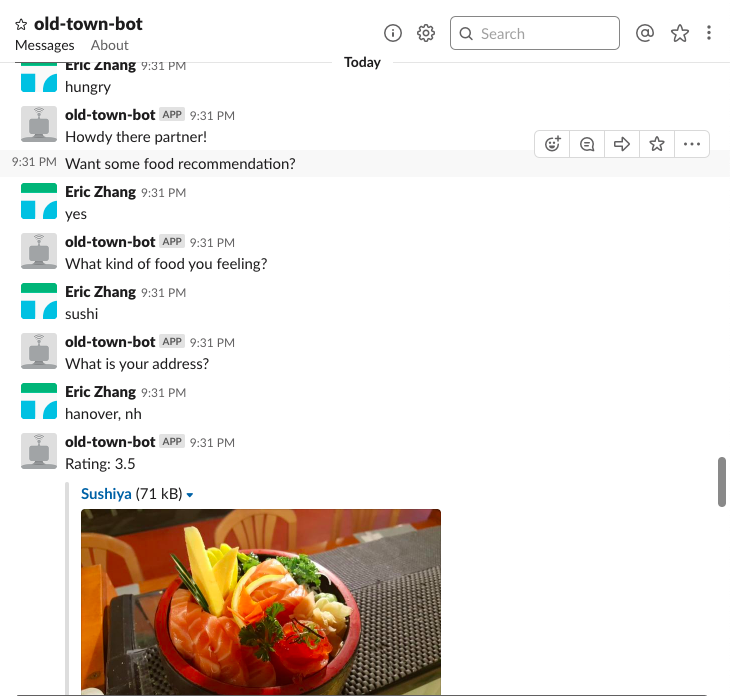 old-town-bot
Messages About
Search
Today
Eric Zhang 9:31 PM
hungry
old-town-bot APP 9:31 PM
Howdy there partner!
9:31 PM Want some food recommendation?
Eric Zhang 9:31 PM
yes
old-town-bot APP 9:31 PM
What kind of food you feeling?
Eric Zhang 9:31 PM
sushi
old-town-bot APP 9:31 PM
What is your address?
Eric Zhang 9:31 PM
hanover, nh
old-town-bot APP 9:31 PM
Rating: 3.5
Sushiya (71 kB)